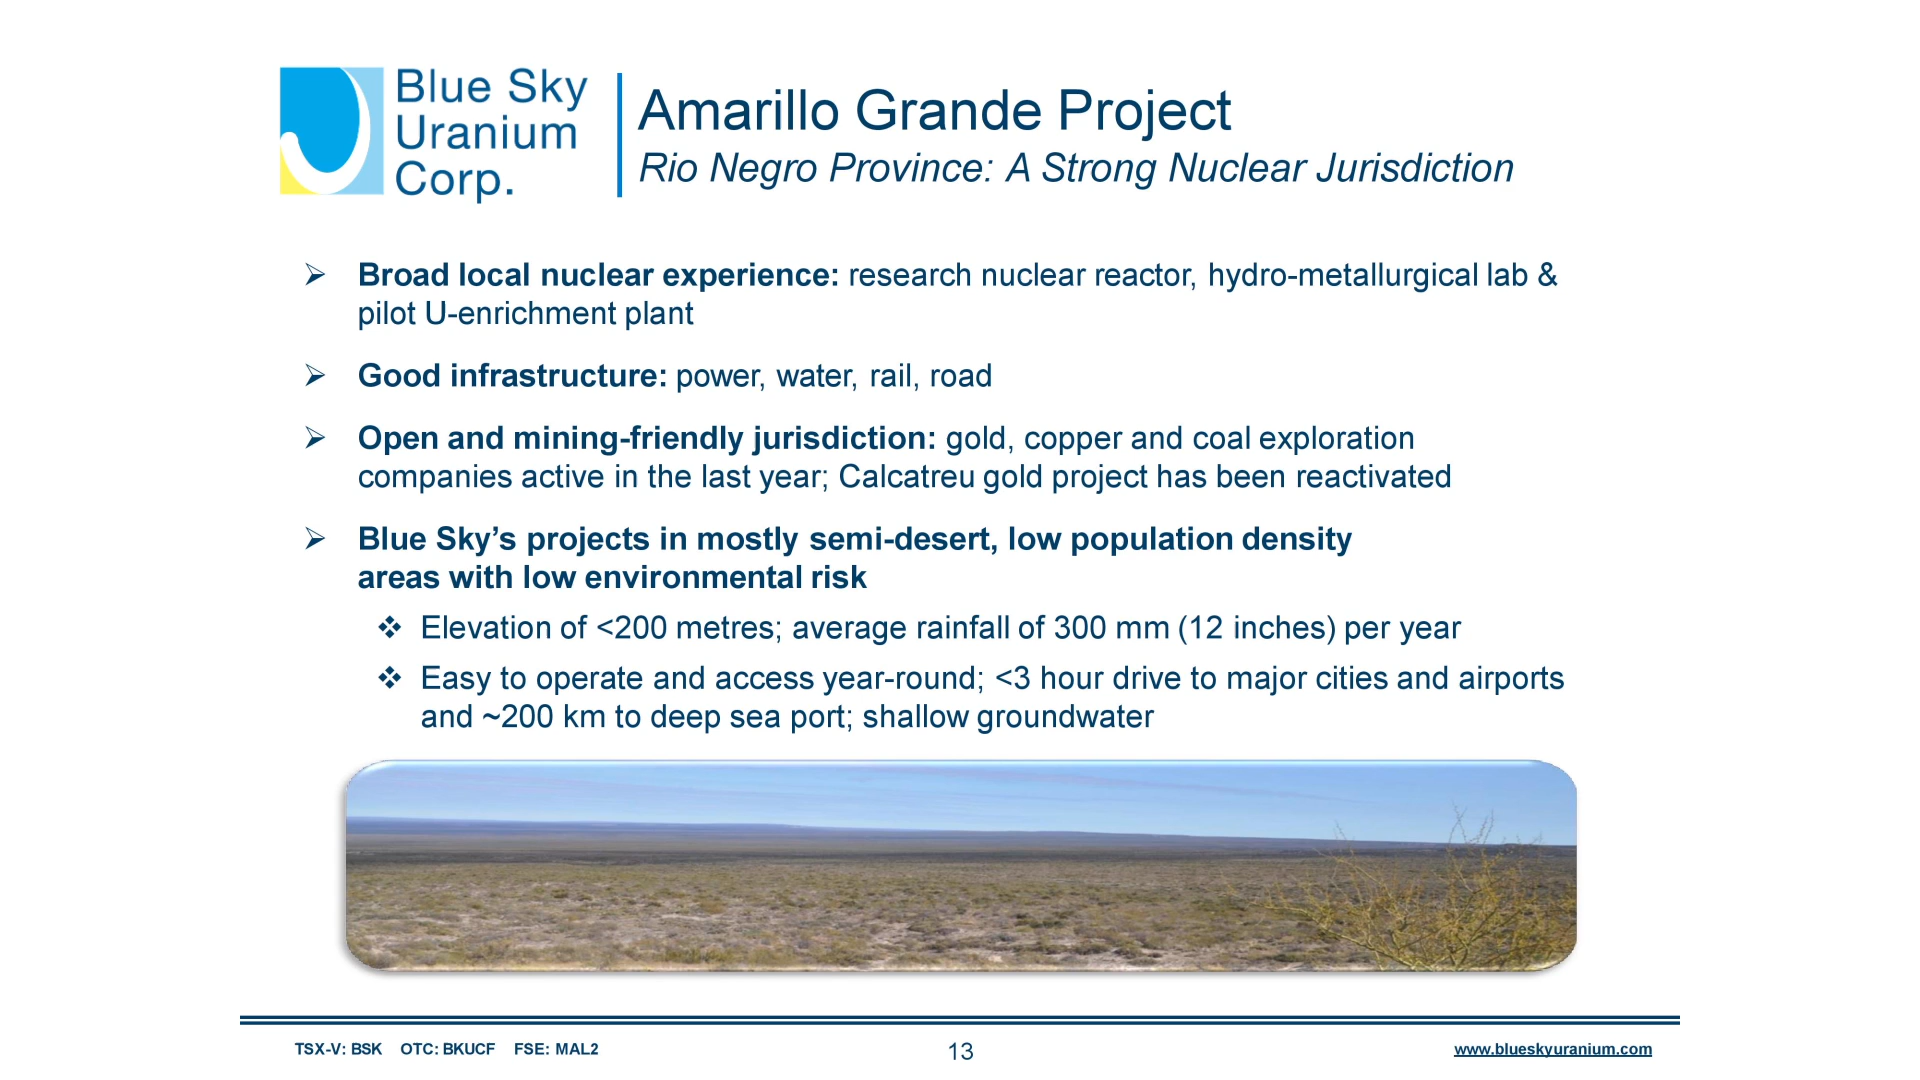 Blue Sky
Uranium
Corp.
Amarillo Grande Project
Rio Negro Province: A Strong Nuclear Jurisdiction
Broad local nuclear experience: research nuclear reactor, hydro-metallurgical lab &
pilot U-enrichment plant
Good infrastructure: power, water, rail, road
Open and mining-friendly jurisdiction: gold, copper and coal exploration
companies active in the last year; Calcatreu gold project has been reactivated
Blue Sky’s projects in mostly semi-desert, low population density
areas with low environmental risk
Elevation of <200 metres; average rainfall of 300 mm (12 inches) per year
Easy to operate and access year-round; <3 hour drive to major cities and airports
and ~200 km to deep sea port; shallow groundwater
TSX-V: BSK OTC: BKUCF FSE: MAL2
13
www.blueskyuranium.com